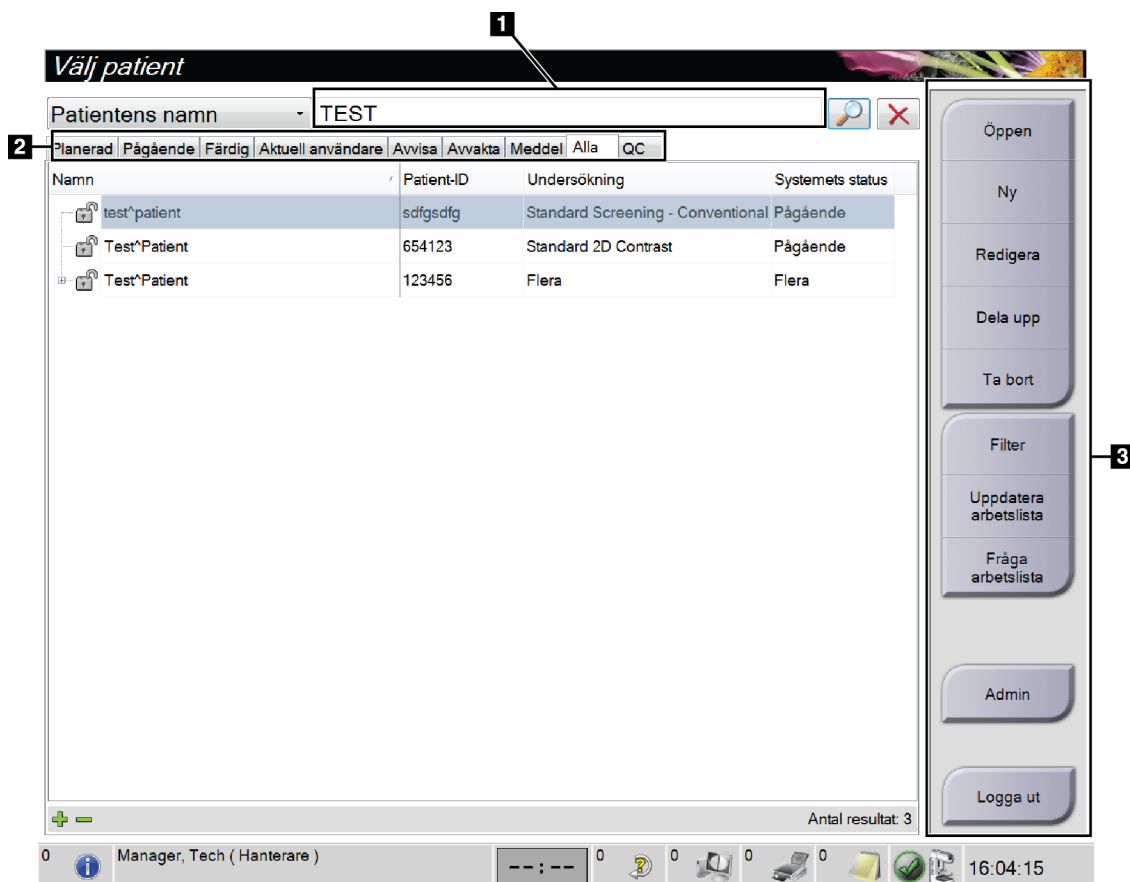 1
Välj patient
Patientens namn TEST
2
Planerad Pågående Färdig Aktuell användare Avvisa Avvakta Meddel Alla QC
Namn Patient-ID Undersökning Systemets status
test^patient sdfgsdfg Standard Screening - Conventional Pågående
Test^Patient 654123 Standard 2D Contrast Pågående
Test^Patient 123456 Flera Flera
Öppen
Ny
Redigera
Dela upp
Ta bort
Filter
3
Uppdatera
arbetslista
Fråga
arbetslista
Admin
Logga ut
Antal resultat: 3
0 Manager, Tech ( Hanterare ) --:-- 0 0 0 0 16:04:15